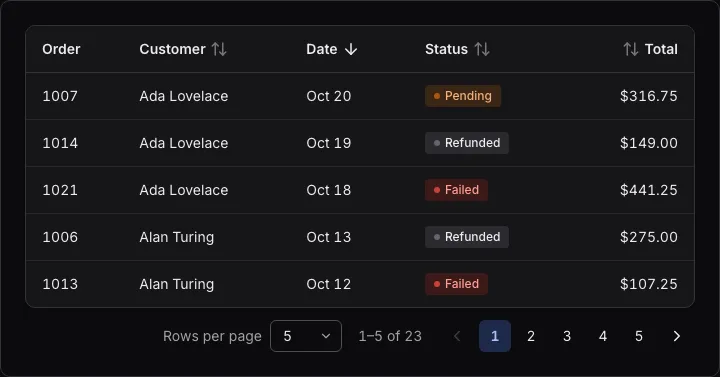 Order Customer Date Status Total
1007 Ada Lovelace Oct 20 Pending $316.75
1014 Ada Lovelace Oct 19 Refunded $149.00
1021 Ada Lovelace Oct 18 Failed $441.25
1006 Alan Turing Oct 13 Refunded $275.00
1013 Alan Turing Oct 12 Failed $107.25
Rows per page 5 1–5 of 23 1 2 3 4 5